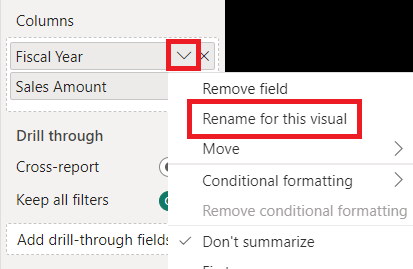 Columns
Fiscal Year
Sales Amount
Remove field
Rename for this visual
Move
Drill through
Cross-report
Keep all filters
Conditional formatting
Remove conditional formatting
Add drill-through fields
Don't summarize